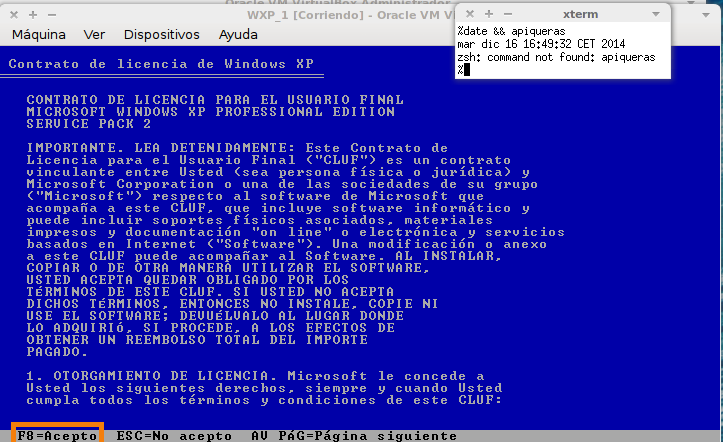 Oracle VM VirtualBox Administrador
WXP_1 [Corriendo] - Oracle VM V
xterm
Máquina Ver Dispositivos Ayuda
%date && apiqueras
mar dic 16 16:49:32 CET 2014
zsh: command not found: apiqueras
%
Contrato de licencia de Windows XP
CONTRATO DE LICENCIA PARA EL USUARIO FINAL
MICROSOFT WINDOWS XP PROFESSIONAL EDITION
SERVICE PACK 2
IMPORTANTE. LEA DETENIDAMENTE: Este Contrato de
Licencia para el Usuario Final ("CLUF") es un contrato
vinculante entre Usted (sea persona física o jurídica) y
Microsoft Corporation o una de las sociedades de su grupo
("Microsoft") respecto al software de Microsoft que
acompaña a este CLUF, que incluye software informático y
puede incluir soportes físicos asociados, materiales
impresos y documentación "on line" o electrónica y servicios
basados en Internet ("Software"). Una modificación o anexo
a este CLUF puede acompañar al Software. AL INSTALAR,
COPIAR O DE OTRA MANERA UTILIZAR EL SOFTWARE,
USTED ACEPTA QUEDAR OBLIGADO POR LOS
TéRMINOS DE ESTE CLUF. SI USTED NO ACEPTA
DICHOS TéRMINOS, ENTONCES NO INSTALE, COPIE NI
USE EL SOFTWARE; DEVUéLVALO AL LUGAR DONDE
LO ADQUIRIó, SI PROCEDE, A LOS EFECTOS DE
OBTENER UN REEMBOLSO TOTAL DEL IMPORTE
PAGADO.
1. OTORGAMIENTO DE LICENCIA. Microsoft le concede a
Usted los siguientes derechos, siempre y cuando Usted
cumpla todos los términos y condiciones de este CLUF:
F8=Acepto ESC=No acepto AV PáG=Página siguiente